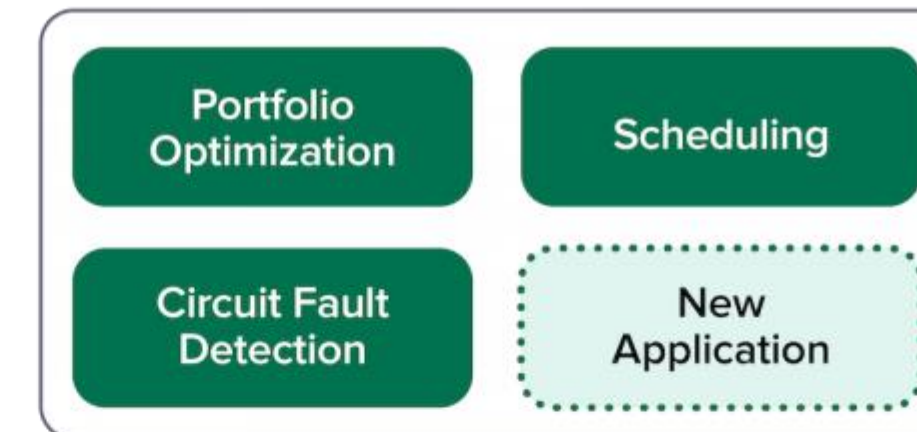 Portfolio
Optimization
Scheduling
Circuit Fault
Detection
New
Application